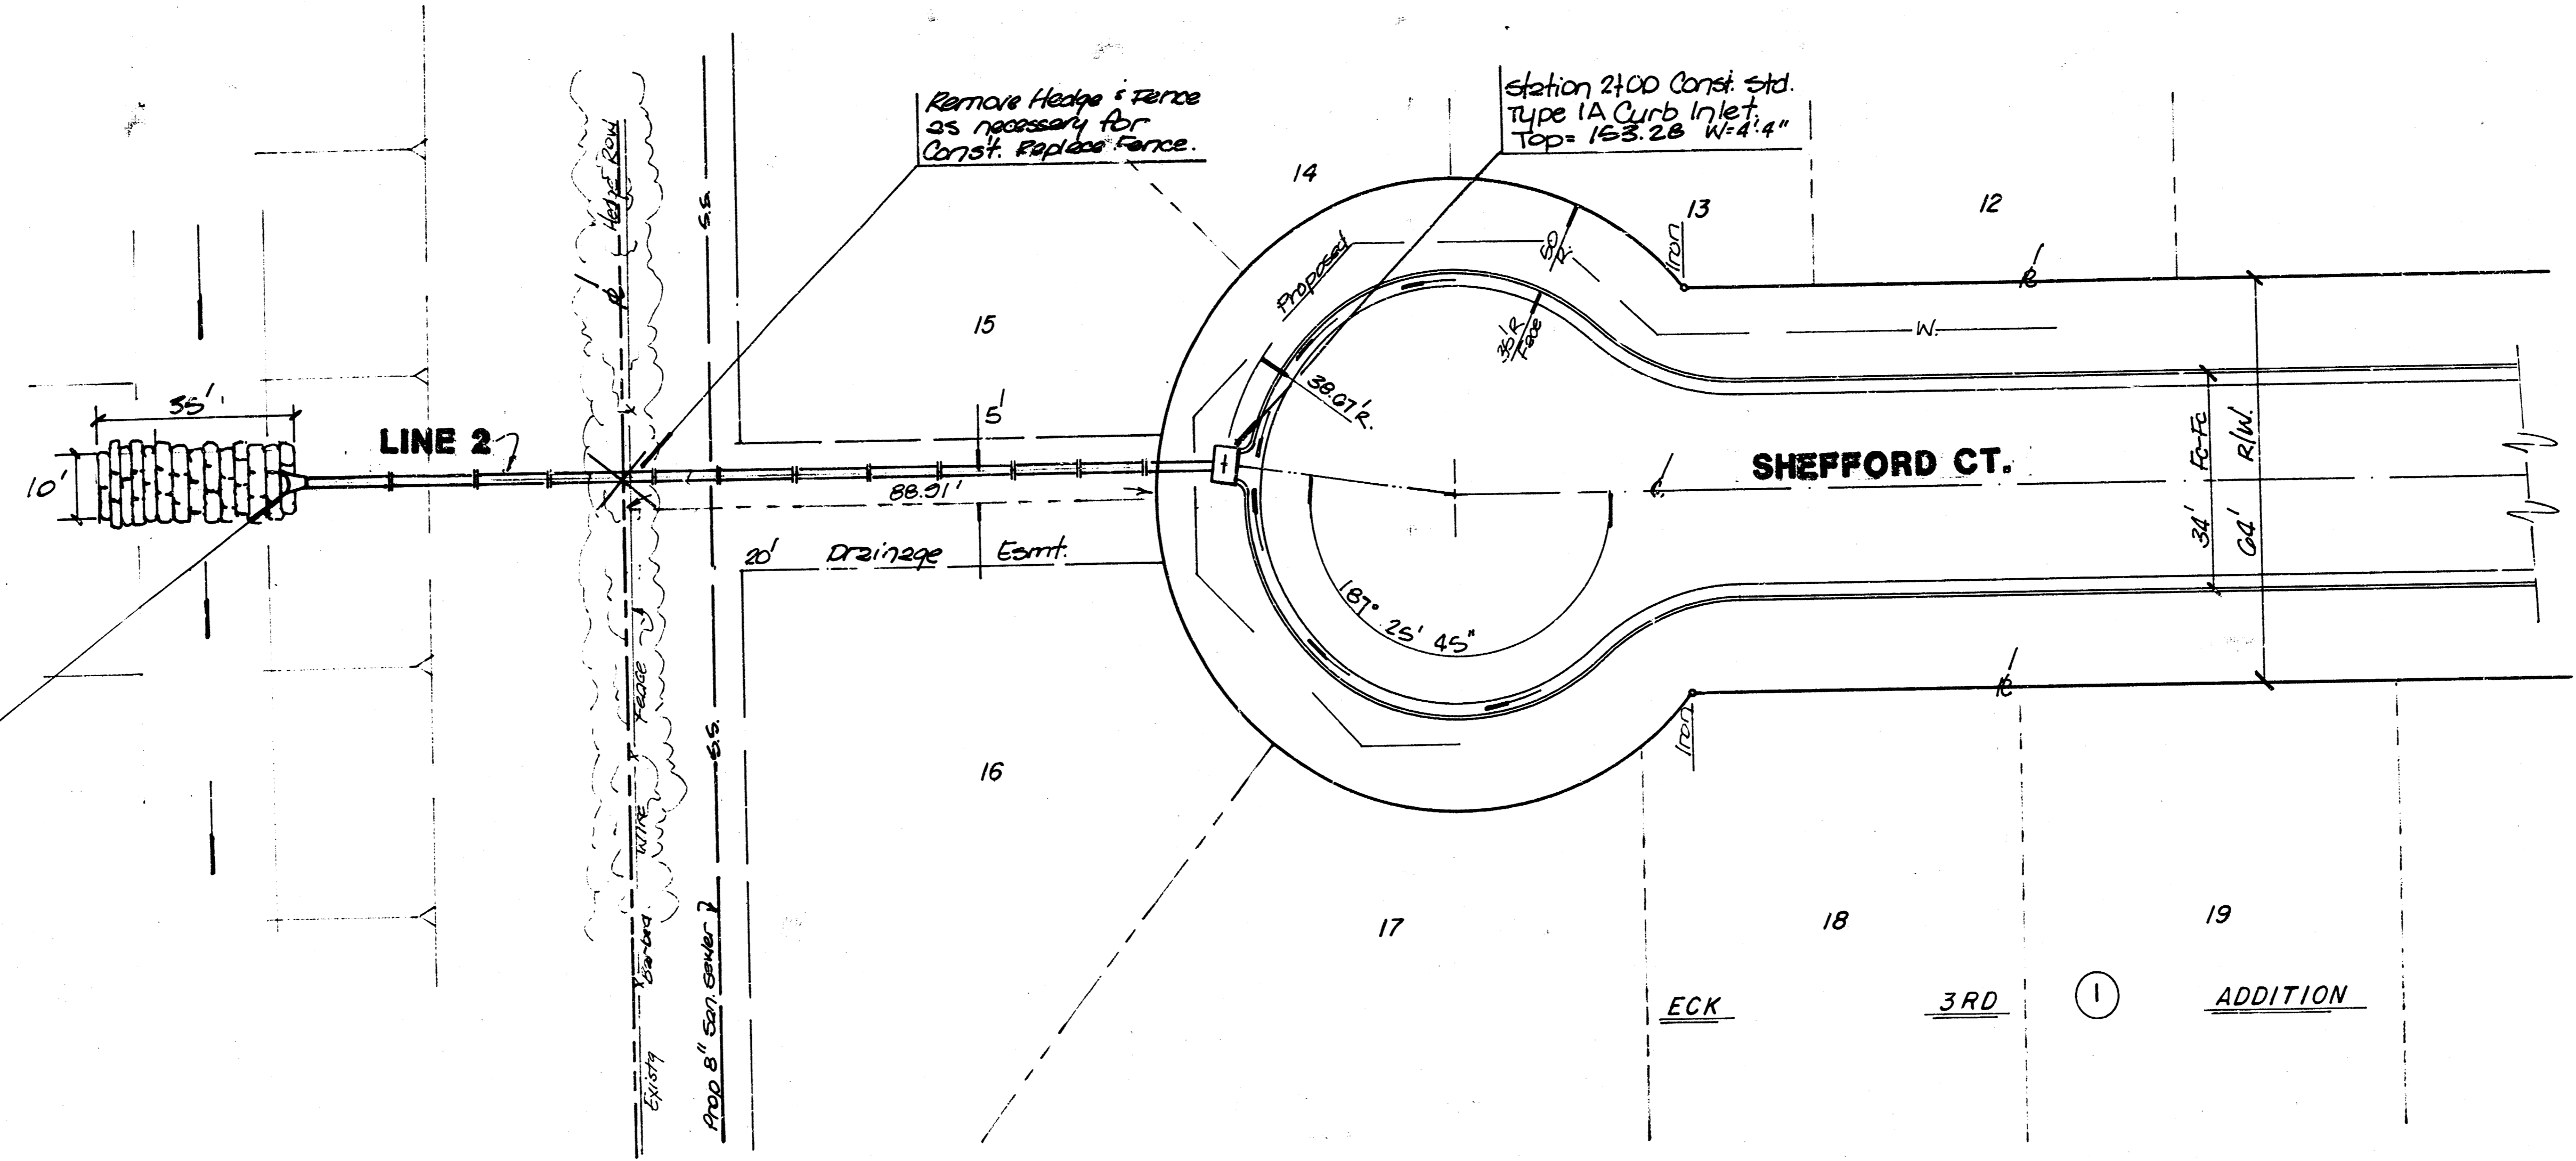 Remove Hedge & Fence
as necessary for
Const. Replace Fence.
Station 2+00 Const. Std.
Type 1A Curb Inlet.
Top= 153.28 W=4'4"
Hedge Row
S.S.
14
13
12
Iron
50'
R.
Proposed
35' R
Face
W.
15
38.67' R.
5'
35'
10'
LINE 2
88.91'
SHEFFORD CT.
34' Fc-Fc
64' R/W.
20' Drainage Esmt.
187° 25' 45"
Iron
16
17
18
19
S.S.
Prop 8" San. Sewer
Exist'g Barbed Wire Fence
ECK 3RD 1 ADDITION